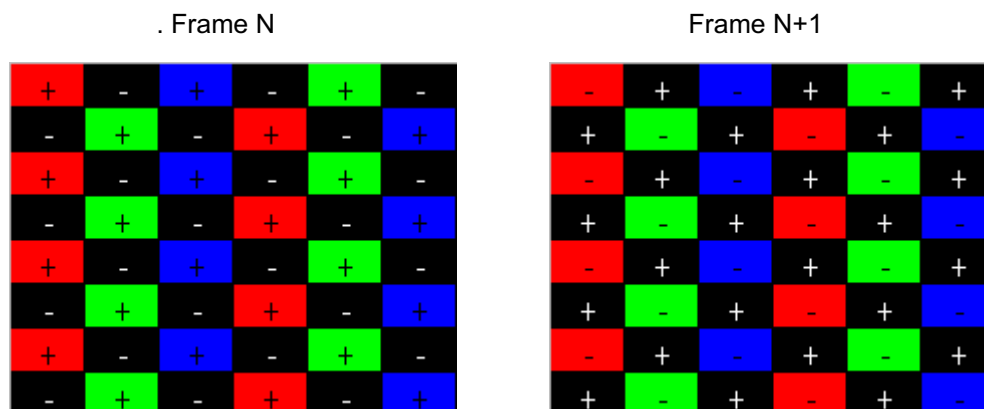 . Frame N Frame N+1
+ - + - + - - + - + - +
- + - + - + + - + - + -
+ - + - + - - + - + - +
- + - + - + + - + - + -
+ - + - + - - + - + - +
- + - + - + + - + - + -
+ - + - + - - + - + - +
- + - + - + + - + - + -